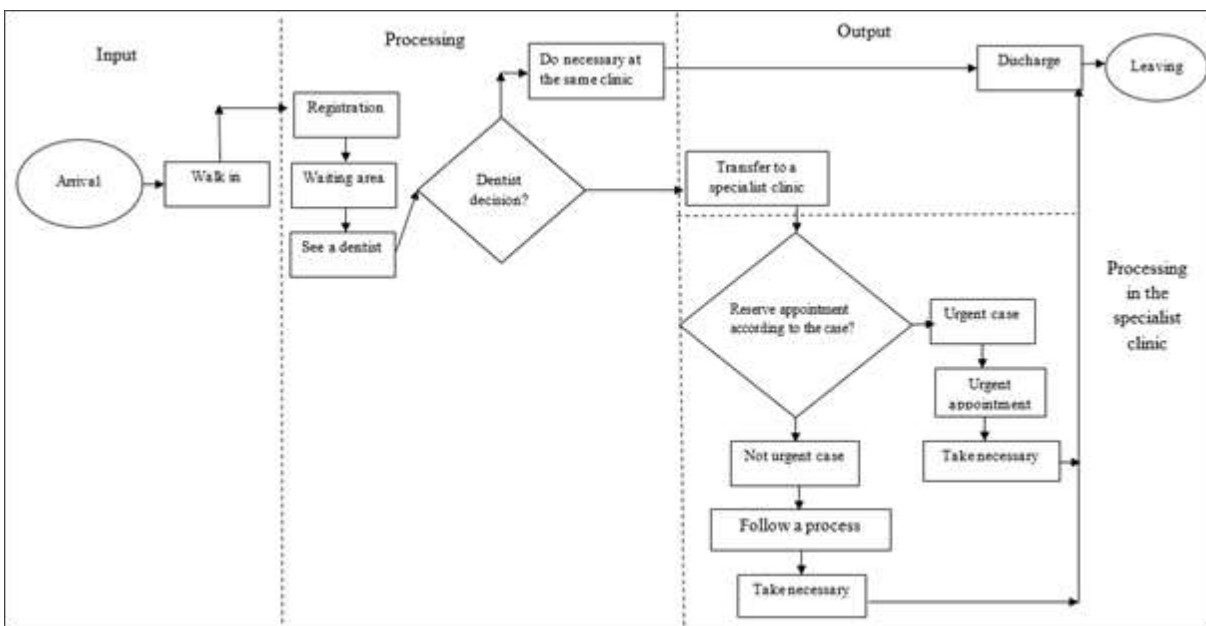 Input
Processing
Output
Arrival
Walk in
Registration
Waiting area
See a dentist
Dentist
decision?
Do necessary at
the same clinic
Discharge
Leaving
Transfer to a
specialist clinic
Reserve appointment
according to the case?
Urgent case
Urgent
appointment
Take necessary
Not urgent case
Follow a process
Take necessary
Processing
in the
specialist
clinic